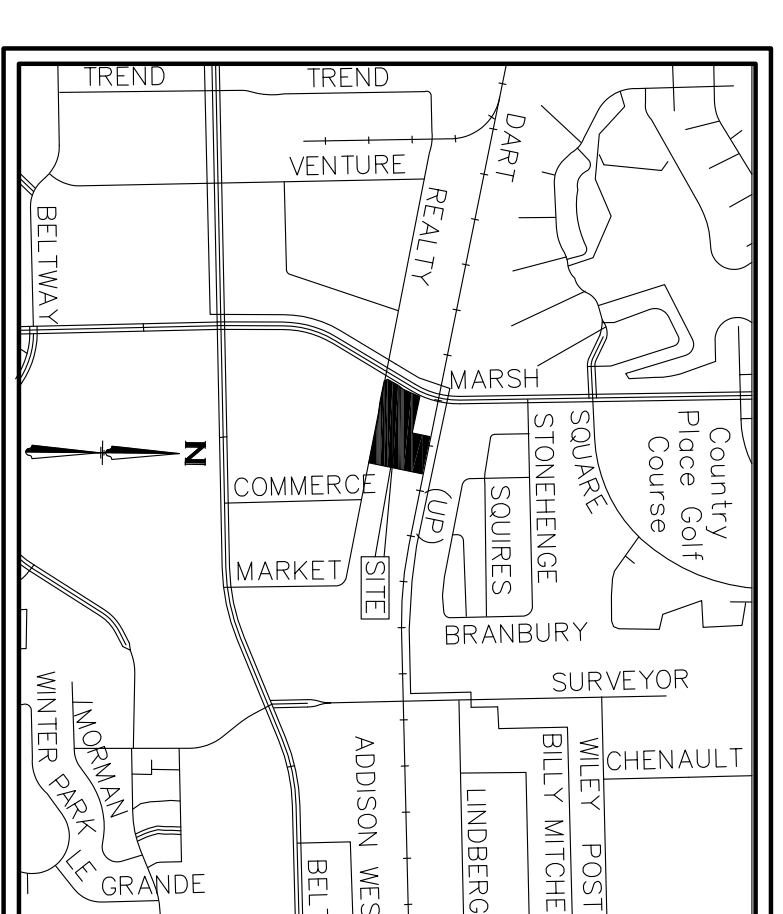 TREND
TREND
DART
VENTURE
REALTY
BELTWAY
MARSH
SQUARE
Country
Place Golf
Course
STONEHENGE
N
COMMERCE
(UP)
SQUIRES
MARKET
SITE
BRANBURY
SURVEYOR
WINTER PARK
MORMAN
ADDISON WES
BILLY MITCHE
WILEY POST
CHENAULT
LINDBERG
LE
GRANDE
BELT